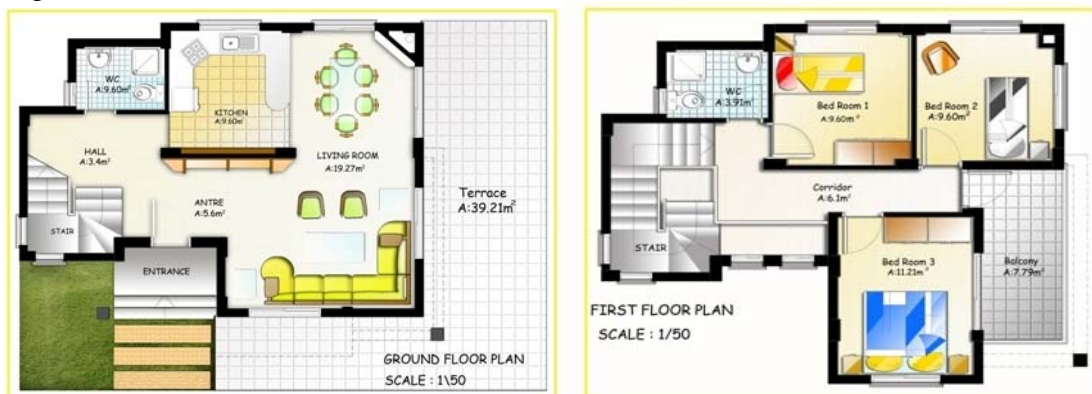 WC
A:9.60m²
KITCHEN
A:9.60m²
HALL
A:3.4m²
LIVING ROOM
A:19.27m²
Terrace
A:39.21m²
ANTRE
A:5.6m²
STAIR
ENTRANCE
GROUND FLOOR PLAN
SCALE : 1\50
WC
A:3.91m²
Bed Room 1
A:9.60m²
Bed Room 2
A:9.60m²
Corridor
A:6.1m²
STAIR
Bed Room 3
A:11.21m²
Balcony
A:7.79m²
FIRST FLOOR PLAN
SCALE : 1/50